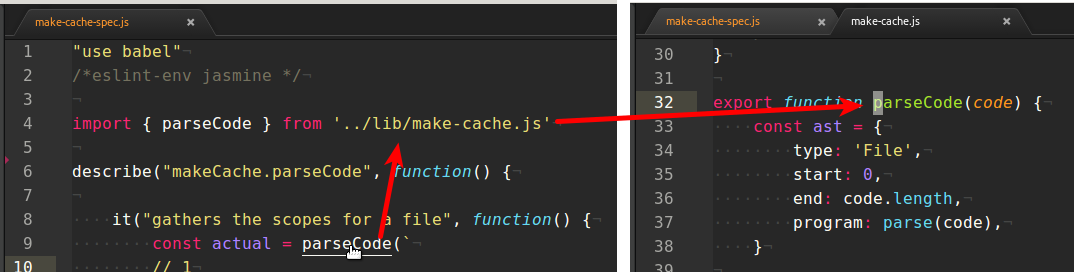 make-cache-spec.js ×
1 "use babel"¬
2 /*eslint-env jasmine */¬
3 ¬
4 import { parseCode } from '../lib/make-cache.js'¬
5 ¬
6 describe("makeCache.parseCode", function() {¬
7 ¬
8 ····it("gathers the scopes for a file", function() {¬
9 ········const actual = parseCode(`¬
10 ········// 1¬
make-cache-spec.js ×
make-cache.js ×
30 }¬
31 ¬
32 export function parseCode(code) {¬
33 ····const ast = {¬
34 ········type: 'File',¬
35 ········start: 0,¬
36 ········end: code.length,¬
37 ········program: parse(code),¬
38 ····}¬
39 ¬